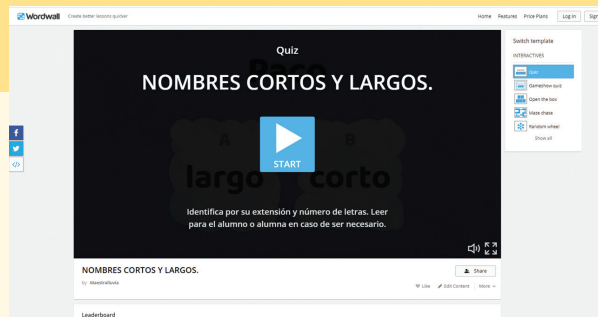 Wordwall Create better lessons quicker Home Features Price Plans Log in Sign
Quiz
NOMBRES CORTOS Y LARGOS.
Paco
A B
largo corto
START
Identifica por su extensión y número de letras. Leer
para el alumno o alumna en caso de ser necesario.
Switch template
INTERACTIVES
Quiz
Gameshow quiz
Open the box
Maze chase
Random wheel
Show all
NOMBRES CORTOS Y LARGOS.
Share
by Maestralluvia
Like Edit Content More
Leaderboard